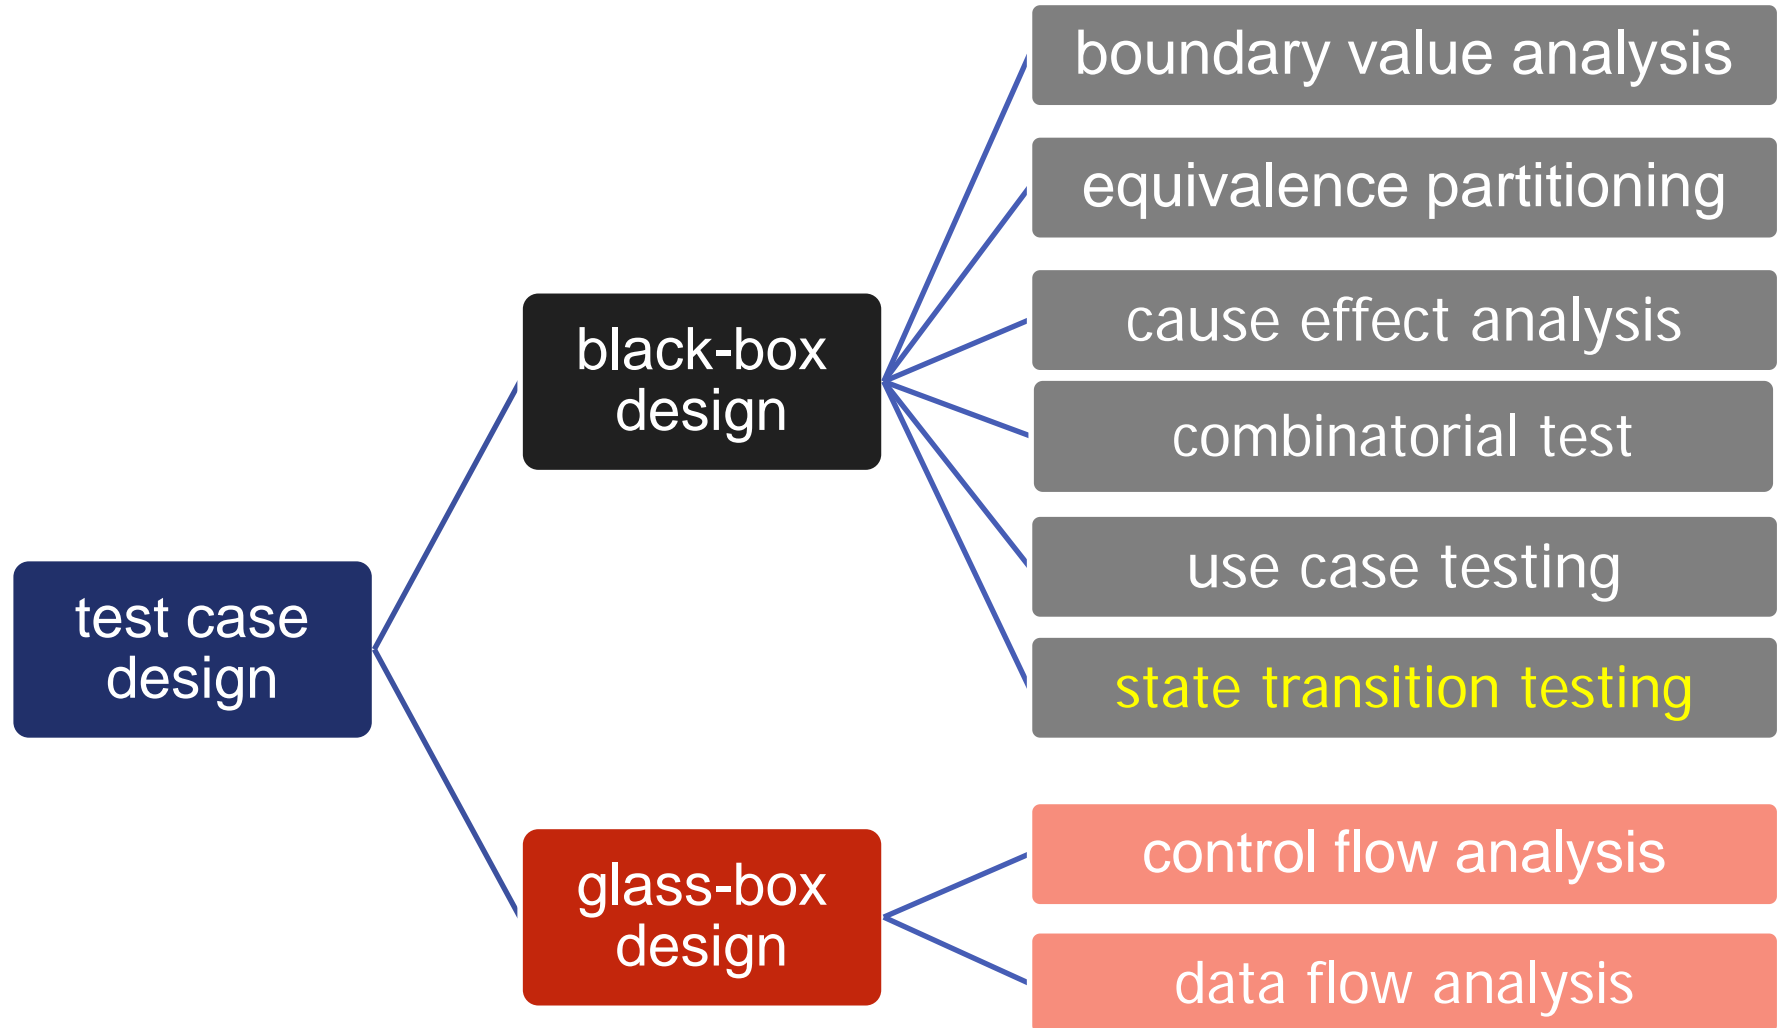 boundary value analysis
equivalence partitioning
cause effect analysis
black-box
design
combinatorial test
use case testing
test case
design
state transition testing
control flow analysis
glass-box
design
data flow analysis